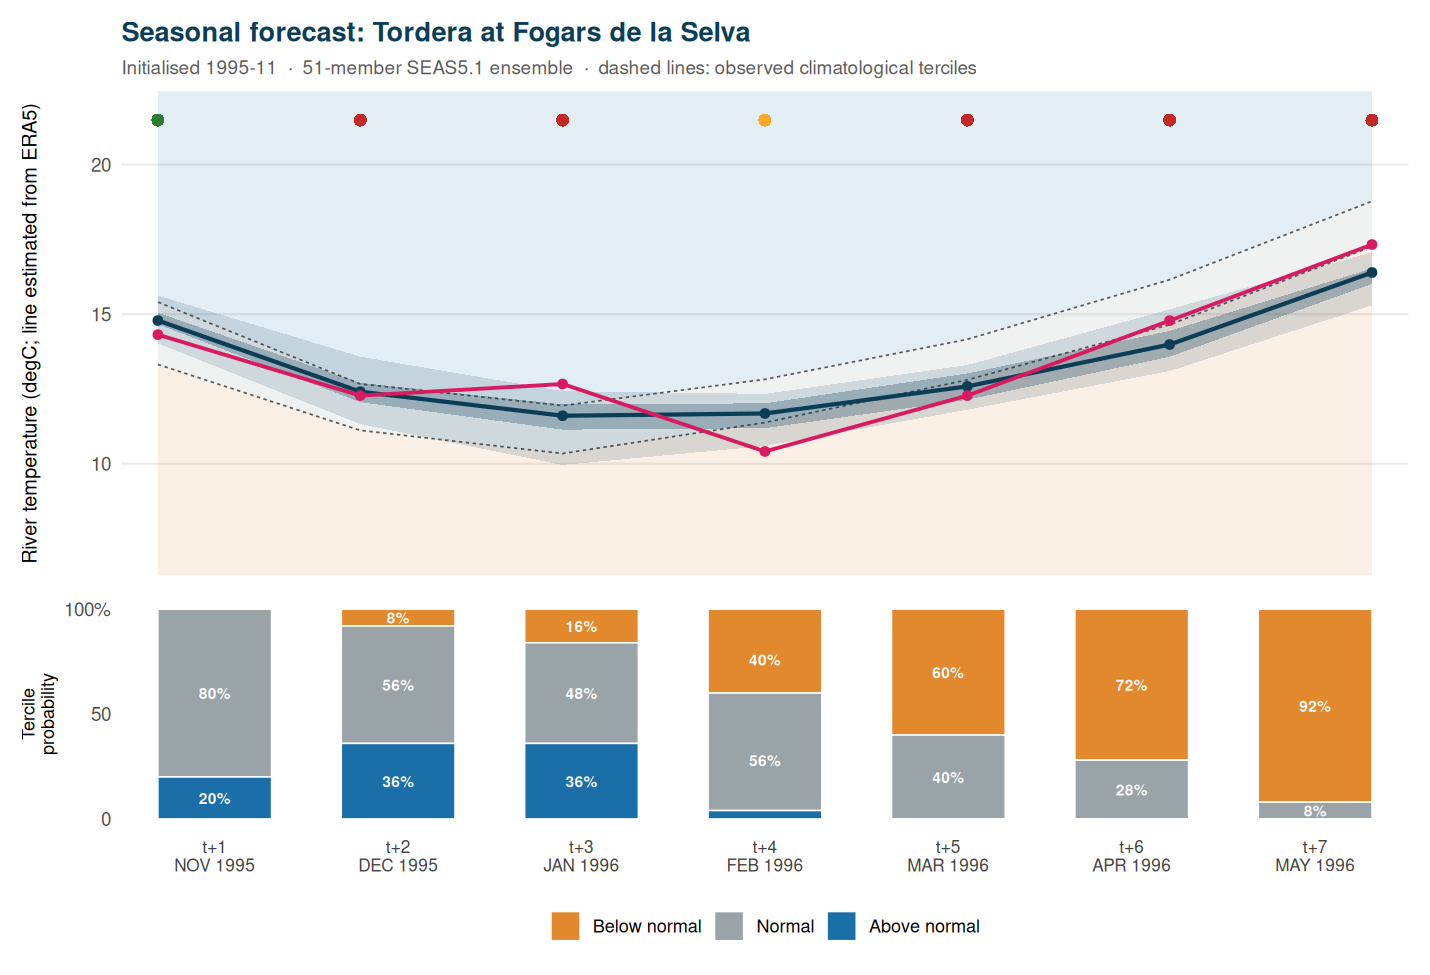 Seasonal forecast: Tordera at Fogars de la Selva
Initialised 1995-11 · 51-member SEAS5.1 ensemble · dashed lines: observed climatological terciles
River temperature (degC; line estimated from ERA5)
20
15
10
Tercile
probability
100%
50
0
80%
20%
8%
56%
36%
16%
48%
36%
40%
56%
60%
40%
72%
28%
92%
8%
t+1
NOV 1995
t+2
DEC 1995
t+3
JAN 1996
t+4
FEB 1996
t+5
MAR 1996
t+6
APR 1996
t+7
MAY 1996
Below normal
Normal
Above normal